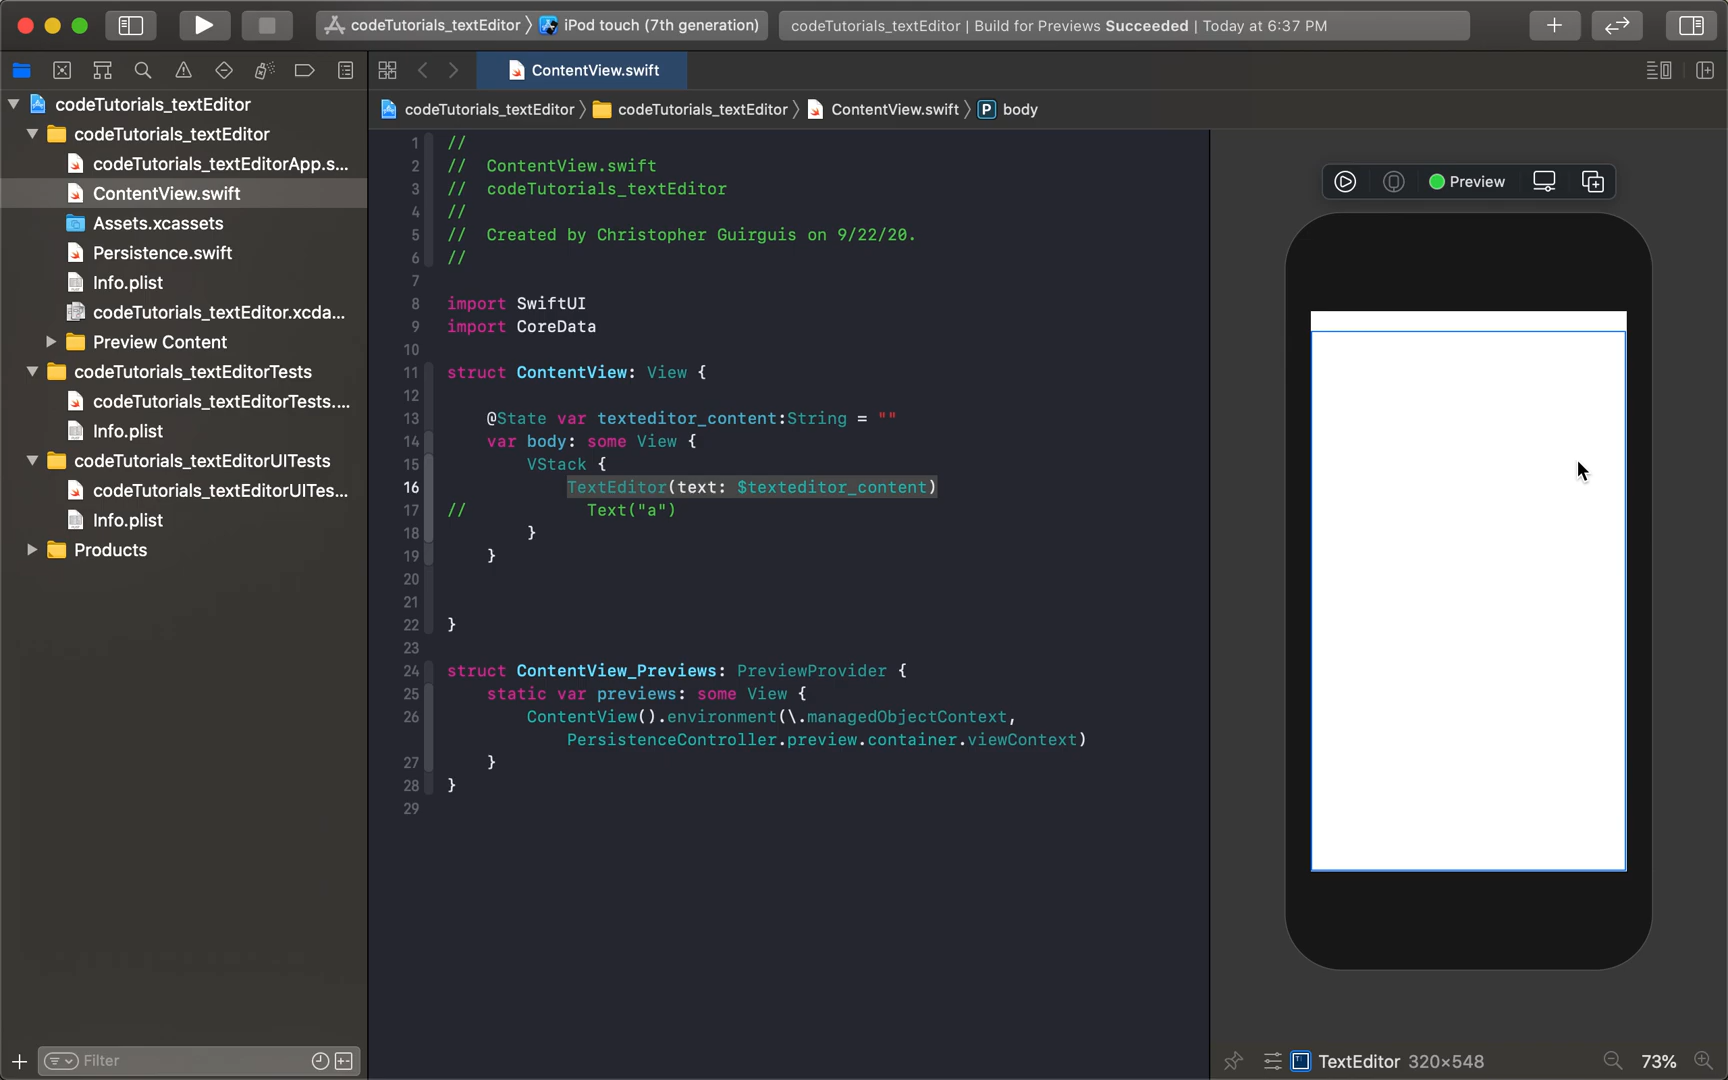 codeTutorials_textEditor 〉 iPod touch (7th generation)
codeTutorials_textEditor | Build for Previews Succeeded | Today at 6:37 PM
ContentView.swift
codeTutorials_textEditor 〉 codeTutorials_textEditor 〉 ContentView.swift 〉 P body
codeTutorials_textEditor
codeTutorials_textEditor
codeTutorials_textEditorApp.s...
ContentView.swift
Assets.xcassets
Persistence.swift
Info.plist
codeTutorials_textEditor.xcda...
Preview Content
codeTutorials_textEditorTests
codeTutorials_textEditorTests....
Info.plist
codeTutorials_textEditorUITests
codeTutorials_textEditorUITes...
Info.plist
Products
Filter
1 //
2 // ContentView.swift
3 // codeTutorials_textEditor
4 //
5 // Created by Christopher Guirguis on 9/22/20.
6 //
7
8 import SwiftUI
9 import CoreData
10
11 struct ContentView: View {
12
13 @State var texteditor_content:String = ""
14 var body: some View {
15 VStack {
16 TextEditor(text: $texteditor_content)
17 // Text("a")
18 }
19 }
20
21
22 }
23
24 struct ContentView_Previews: PreviewProvider {
25 static var previews: some View {
26 ContentView().environment(\.managedObjectContext,
PersistenceController.preview.container.viewContext)
27 }
28 }
29
Preview
TextEditor 320×548
73%